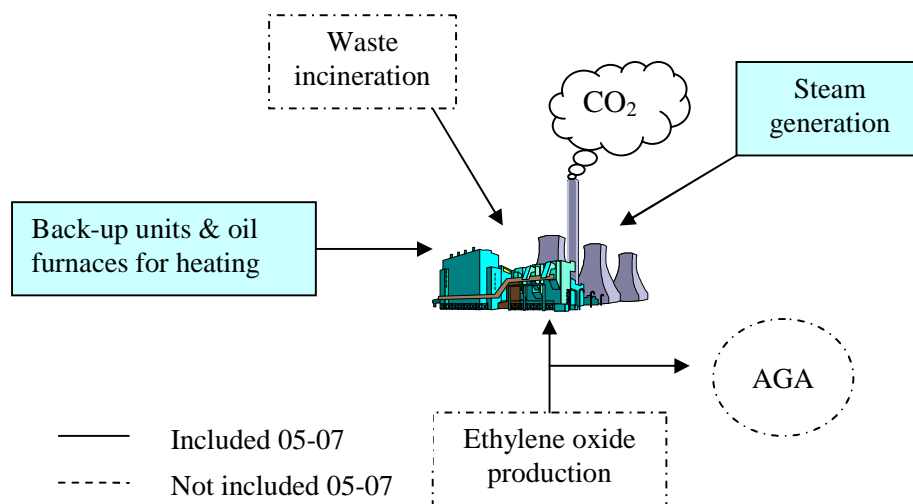 Waste
incineration
CO₂
Steam
generation
Back-up units & oil
furnaces for heating
AGA
Ethylene oxide
production
Included 05-07
Not included 05-07